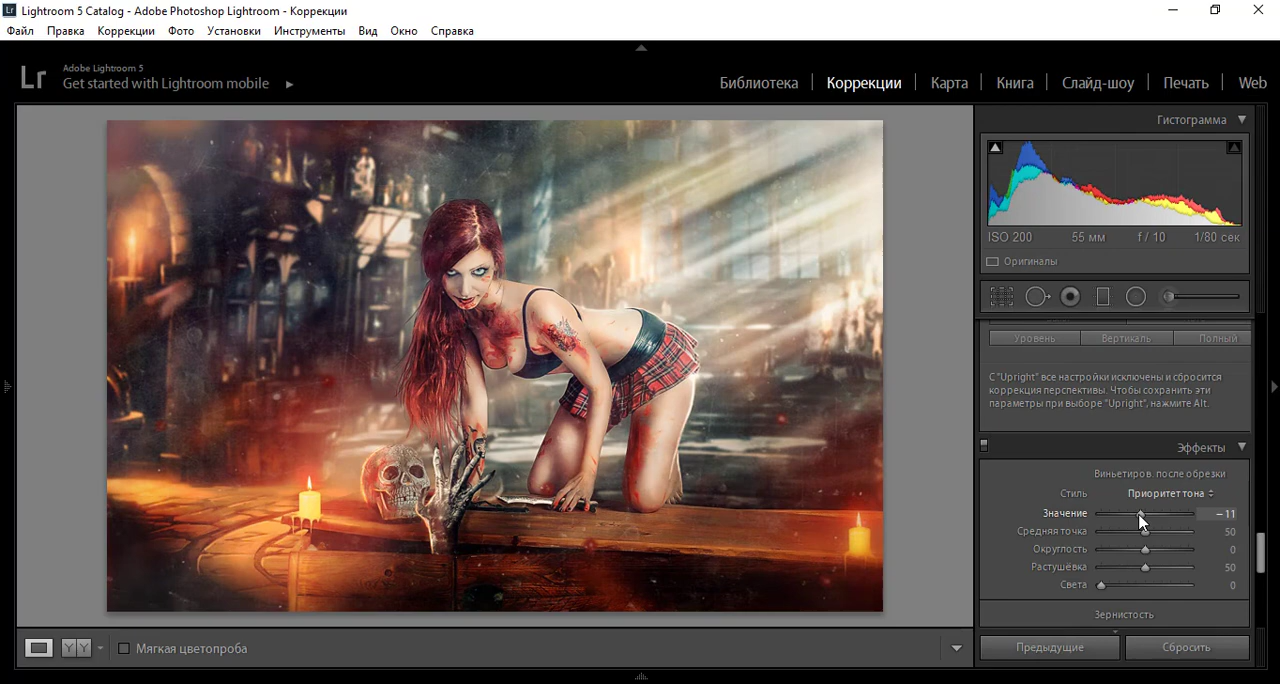 Lightroom 5 Catalog - Adobe Photoshop Lightroom - Коррекции
Файл Правка Коррекции Фото Установки Инструменты Вид Окно Справка
Lr
Adobe Lightroom 5
Get started with Lightroom mobile
Библиотека Коррекции Карта Книга Слайд-шоу Печать Web
Гистограмма
ISO 200 55 мм f / 10 1/80 сек
Оригиналы
Уровень Вертикаль Полный
С "Upright" все настройки исключены и сбросится
коррекция перспективы. Чтобы сохранить эти
параметры при выборе "Upright", нажмите Alt.
Эффекты
Виньетиров. после обрезки
Стиль Приоритет тона
Значение – 11
Средняя точка 50
Округлость 0
Растушёвка 50
Света 0
Зернистость
Y Y Мягкая цветопроба
Предыдущие Сбросить